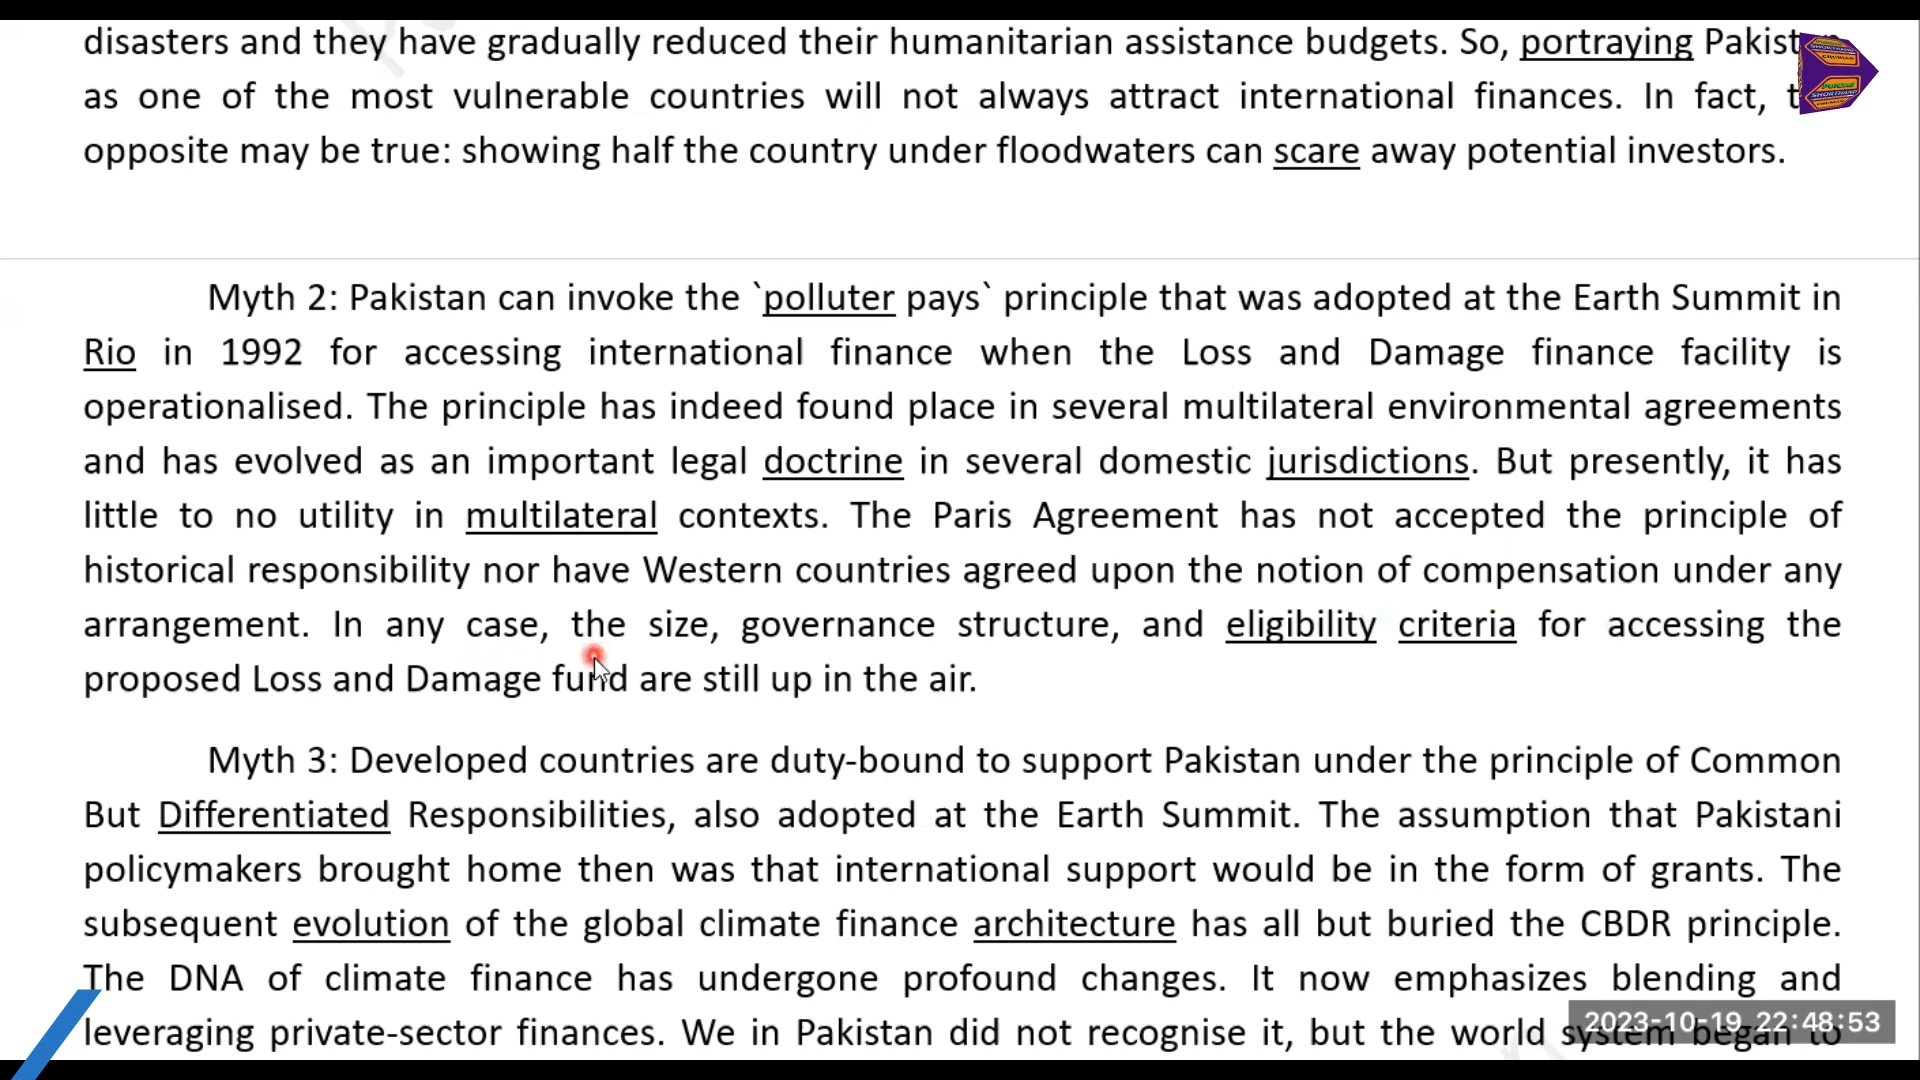 disasters and they have gradually reduced their humanitarian assistance budgets. So, portraying
as one of the most vulnerable countries will not always attract international finances. In fact,
opposite may be true: showing half the country under floodwaters can scare away potential investors.
Myth 2: Pakistan can invoke the `polluter pays` principle that was adopted at the Earth Summit in
Rio in 1992 for accessing international finance when the Loss and Damage finance facility is
operationalised. The principle has indeed found place in several multilateral environmental agreements
and has evolved as an important legal doctrine in several domestic jurisdictions. But presently, it has
little to no utility in multilateral contexts. The Paris Agreement has not accepted the principle of
historical responsibility nor have Western countries agreed upon the notion of compensation under any
arrangement. In any case, the size, governance structure, and eligibility criteria for accessing the
proposed Loss and Damage fund are still up in the air.
Myth 3: Developed countries are duty-bound to support Pakistan under the principle of Common
But Differentiated Responsibilities, also adopted at the Earth Summit. The assumption that Pakistani
policymakers brought home then was that international support would be in the form of grants. The
subsequent evolution of the global climate finance architecture has all but buried the CBDR principle.
The DNA of climate finance has undergone profound changes. It now emphasizes blending and
leveraging private-sector finances. We in Pakistan did not recognise it, but the world system began to
2023-10-19 22:48:53